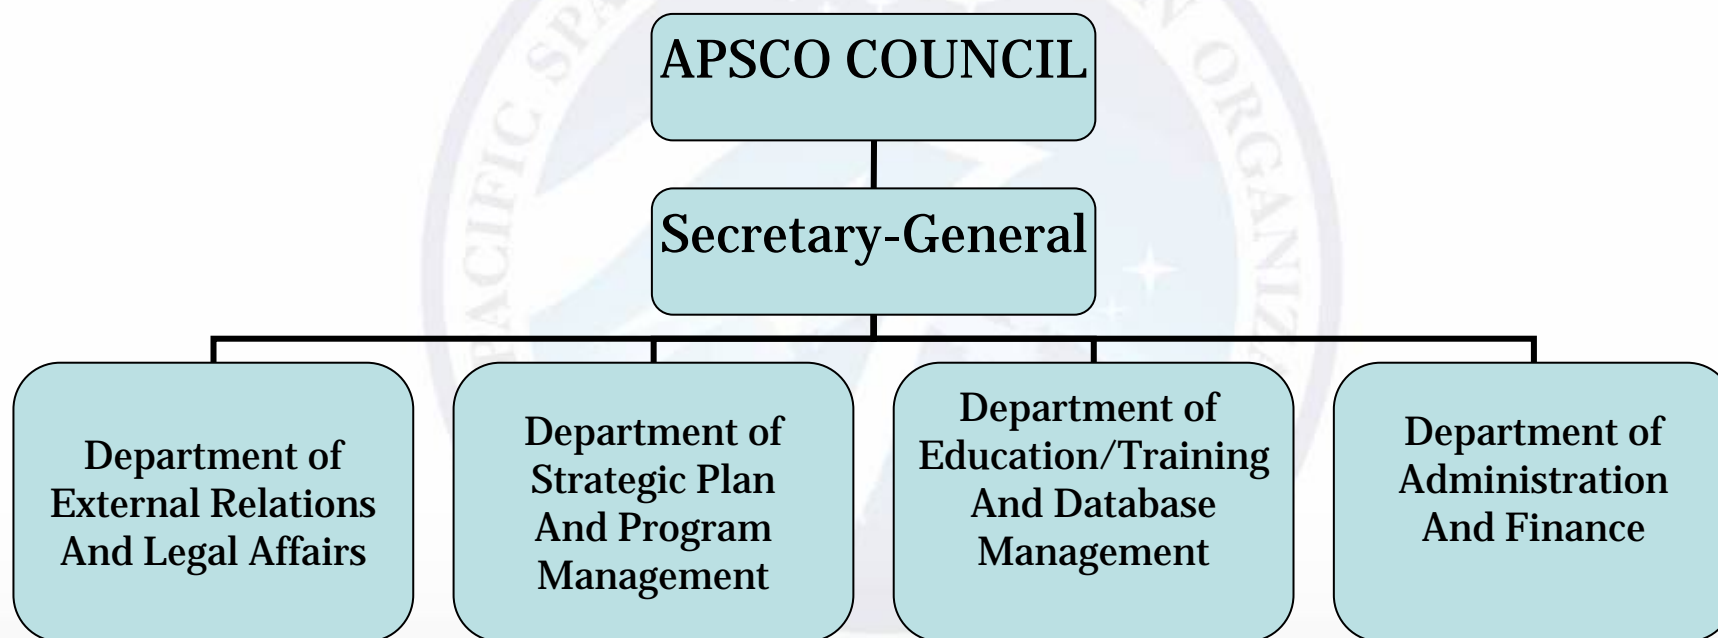 APSCO COUNCIL
Secretary-General
Department of
External Relations
And Legal Affairs
Department of
Strategic Plan
And Program
Management
Department of
Education/Training
And Database
Management
Department of
Administration
And Finance
PACIFIC